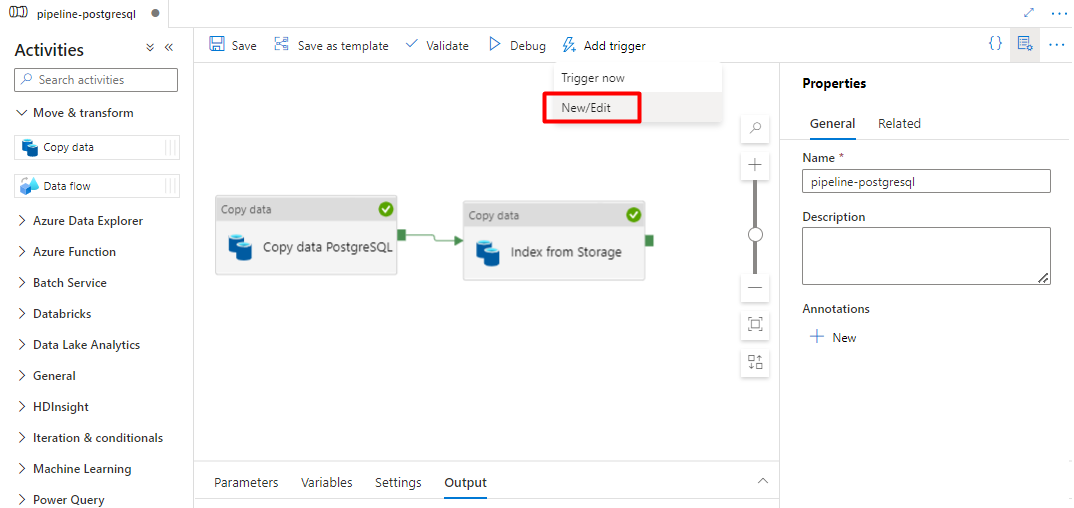 pipeline-postgresql
Activities
Search activities
Move & transform
Copy data
Data flow
Azure Data Explorer
Azure Function
Batch Service
Databricks
Data Lake Analytics
General
HDInsight
Iteration & conditionals
Machine Learning
Power Query
Save
Save as template
Validate
Debug
Add trigger
Trigger now
New/Edit
Copy data
Copy data PostgreSQL
Copy data
Index from Storage
Parameters
Variables
Settings
Output
Properties
General
Related
Name *
pipeline-postgresql
Description
Annotations
New